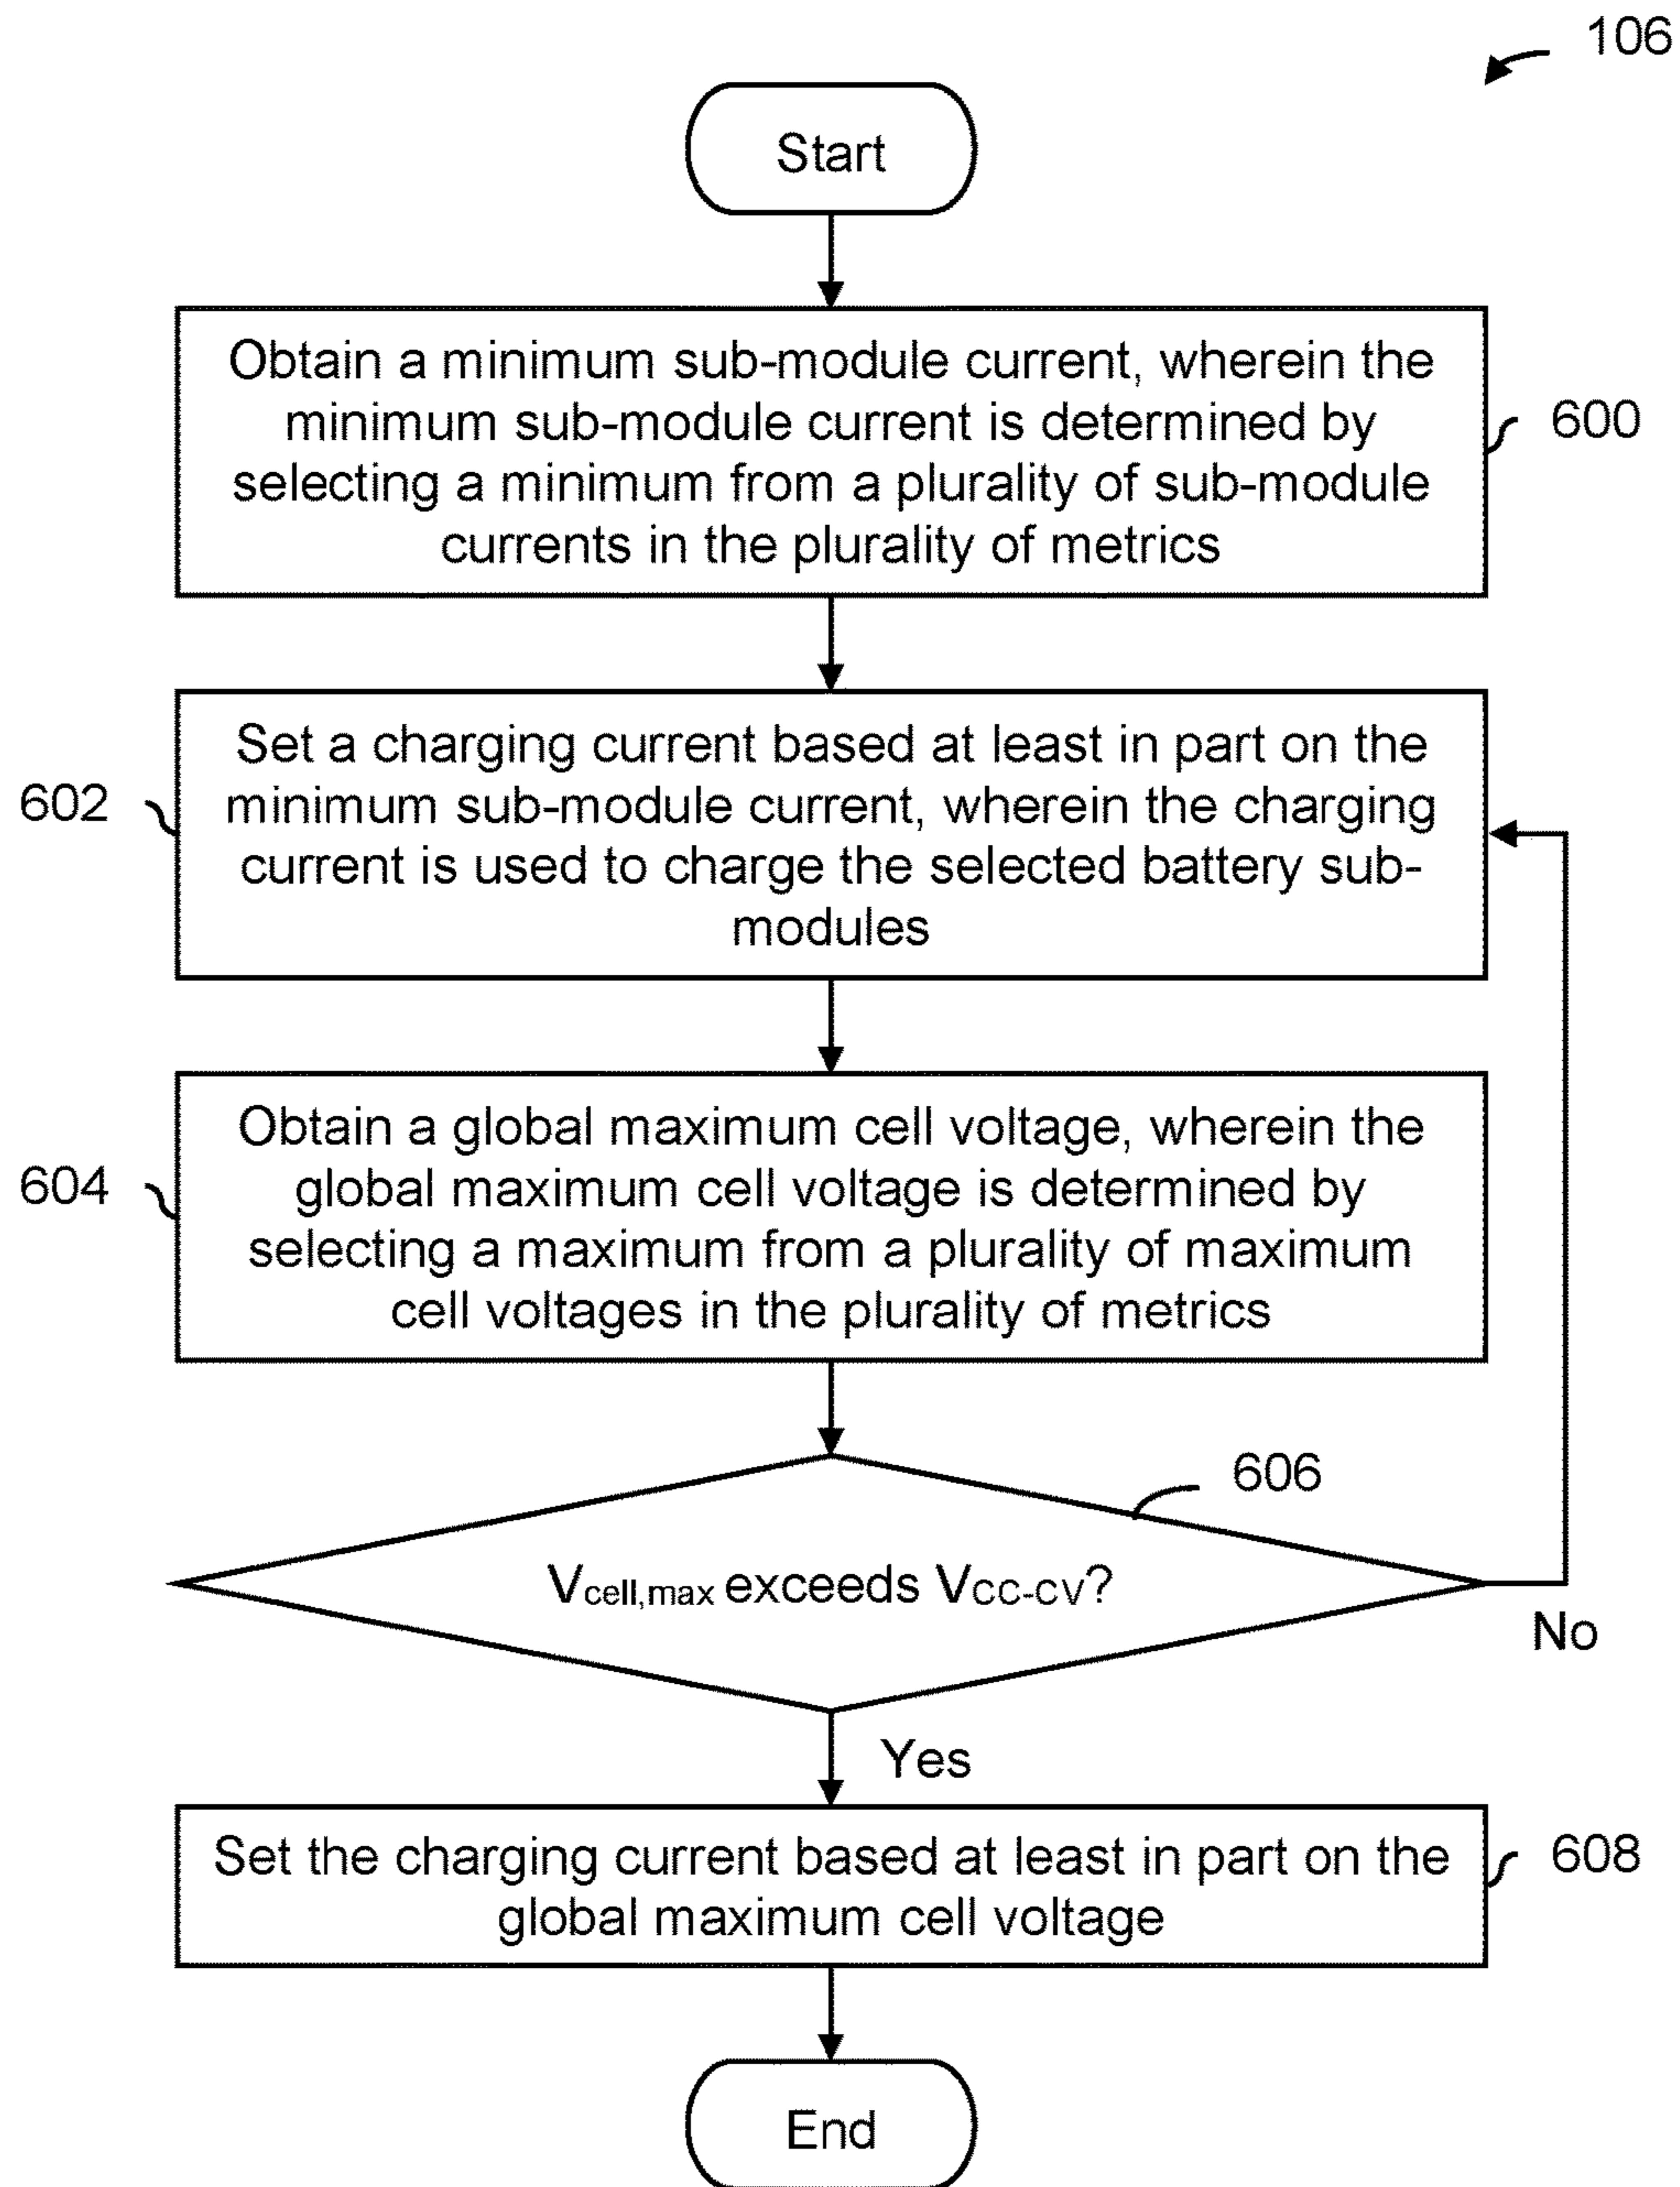 106
Start
Obtain a minimum sub-module current, wherein the
minimum sub-module current is determined by
selecting a minimum from a plurality of sub-module
currents in the plurality of metrics
600
Set a charging current based at least in part on the
minimum sub-module current, wherein the charging
current is used to charge the selected battery sub-
modules
602
Obtain a global maximum cell voltage, wherein the
global maximum cell voltage is determined by
selecting a maximum from a plurality of maximum
cell voltages in the plurality of metrics
604
606
Vcell,max exceeds VCC-CV?
No
Yes
Set the charging current based at least in part on the
global maximum cell voltage
608
End